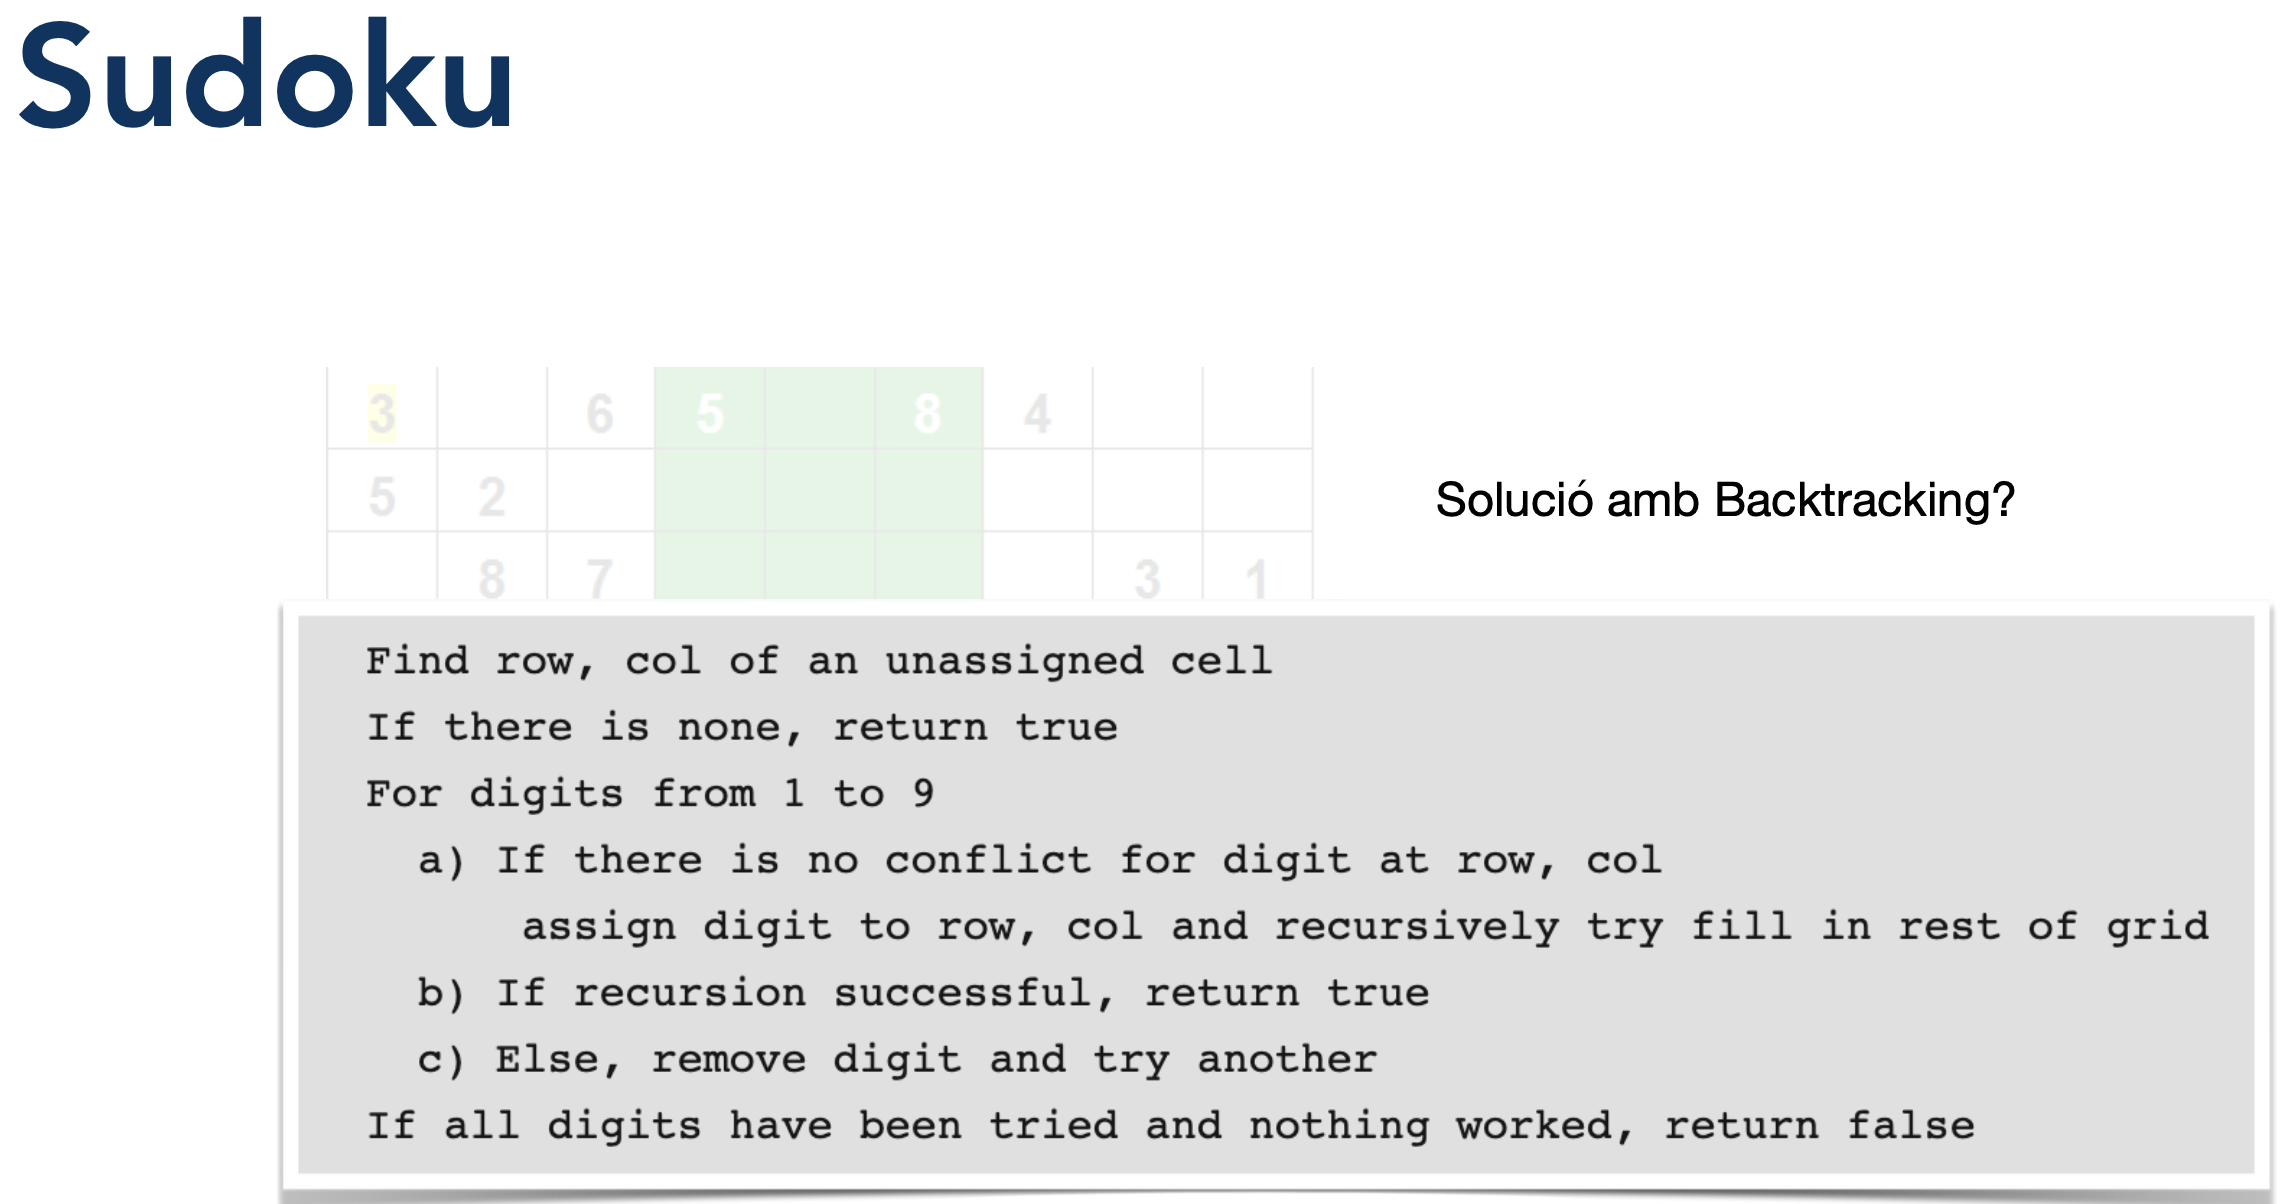 Sudoku
3 6 5 8 4
5 2
8 7 3 1
Solució amb Backtracking?
Find row, col of an unassigned cell
If there is none, return true
For digits from 1 to 9
a) If there is no conflict for digit at row, col
assign digit to row, col and recursively try fill in rest of grid
b) If recursion successful, return true
c) Else, remove digit and try another
If all digits have been tried and nothing worked, return false